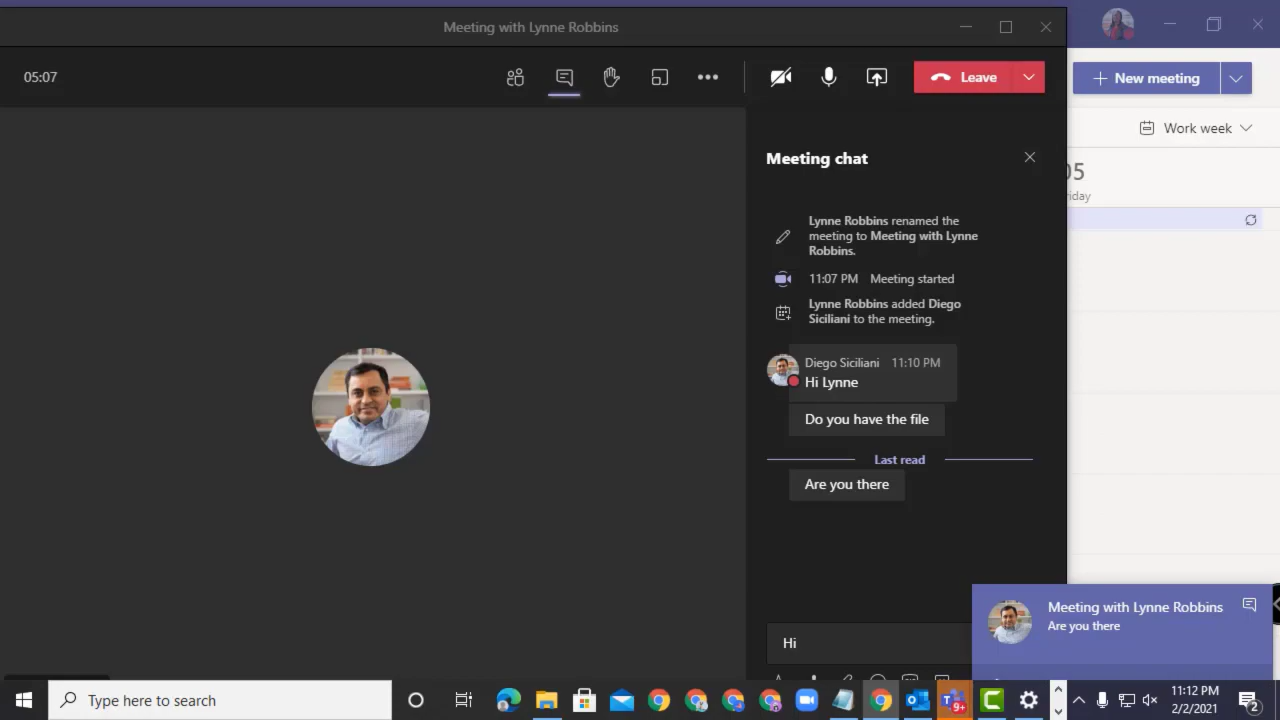 Meeting with Lynne Robbins
05:07
Leave
New meeting
Work week
05
Meeting chat
Lynne Robbins renamed the
meeting to Meeting with Lynne
Robbins.
11:07 PM Meeting started
Lynne Robbins added Diego
Siciliani to the meeting.
Diego Siciliani 11:10 PM
Hi Lynne
Do you have the file
Last read
Are you there
Hi
Meeting with Lynne Robbins
Are you there
Type here to search
9+
11:12 PM
2/2/2021
2